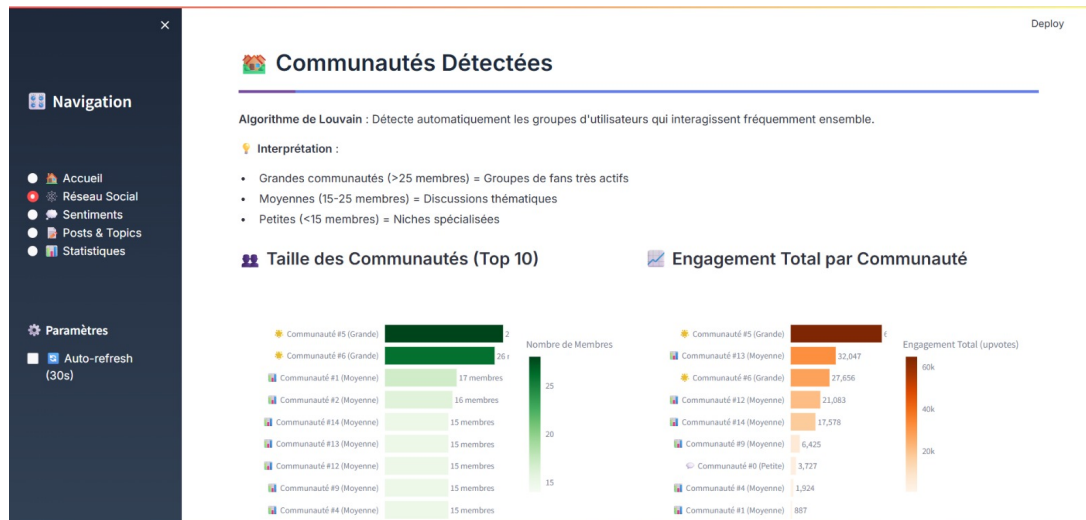 ×
Deploy
Navigation
Accueil
Réseau Social
Sentiments
Posts & Topics
Statistiques
Paramètres
Auto-refresh
(30s)
Communautés Détectées
Algorithme de Louvain : Détecte automatiquement les groupes d'utilisateurs qui interagissent fréquemment ensemble.
Interprétation :
• Grandes communautés (>25 membres) = Groupes de fans très actifs
• Moyennes (15-25 membres) = Discussions thématiques
• Petites (<15 membres) = Niches spécialisées
Taille des Communautés (Top 10)
Communauté #5 (Grande) 2
Communauté #6 (Grande) 26
Communauté #1 (Moyenne) 17 membres
Communauté #2 (Moyenne) 16 membres
Communauté #14 (Moyenne) 15 membres
Communauté #13 (Moyenne) 15 membres
Communauté #12 (Moyenne) 15 membres
Communauté #9 (Moyenne) 15 membres
Communauté #4 (Moyenne) 15 membres
Nombre de Membres
25
20
15
Engagement Total par Communauté
Communauté #5 (Grande)
Communauté #13 (Moyenne) 32,047
Communauté #6 (Grande) 27,656
Communauté #12 (Moyenne) 21,083
Communauté #14 (Moyenne) 17,578
Communauté #9 (Moyenne) 6,425
Communauté #0 (Petite) 3,727
Communauté #4 (Moyenne) 1,924
Communauté #1 (Moyenne) 887
Engagement Total (upvotes)
60k
40k
20k